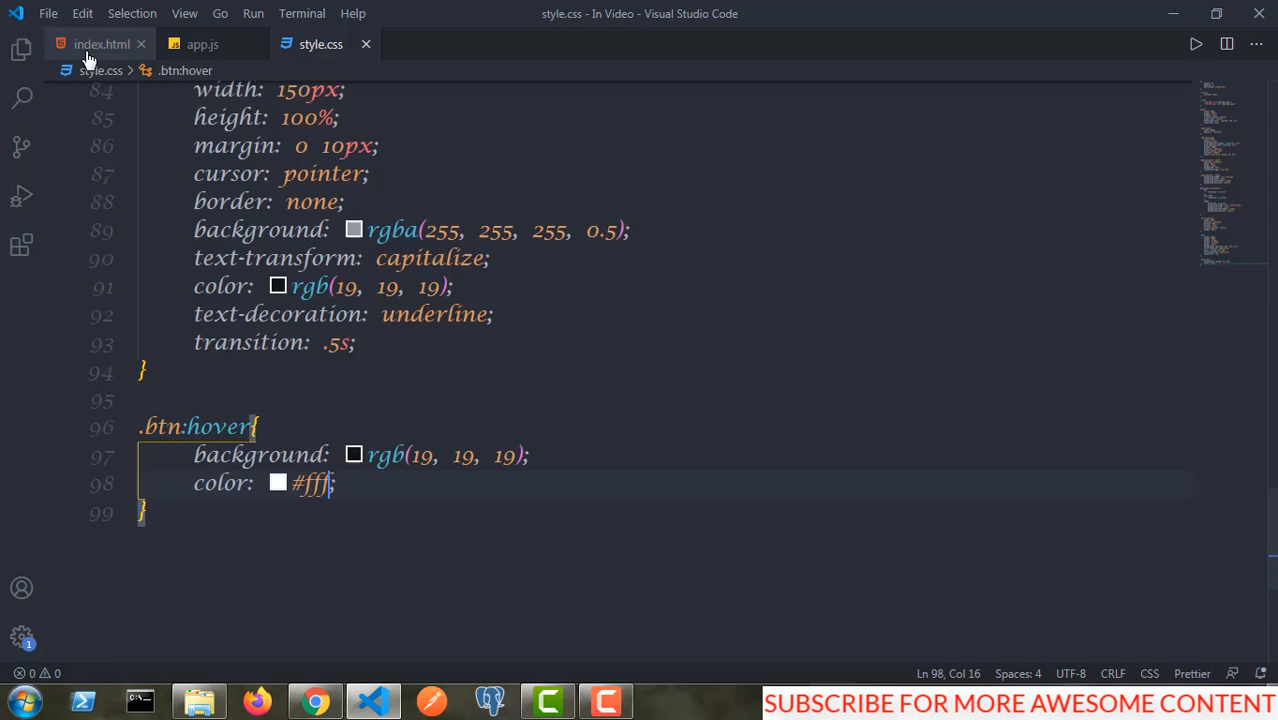 File Edit Selection View Go Run Terminal Help style.css - In Video - Visual Studio Code
index.html app.js style.css
style.css > .btn:hover
84 width: 150px;
85 height: 100%;
86 margin: 0 10px;
87 cursor: pointer;
88 border: none;
89 background: rgba(255, 255, 255, 0.5);
90 text-transform: capitalize;
91 color: rgb(19, 19, 19);
92 text-decoration: underline;
93 transition: .5s;
94 }
95
96 .btn:hover{
97 background: rgb(19, 19, 19);
98 color: #fff;
99 }
1
0 0 Ln 98, Col 16 Spaces: 4 UTF-8 CRLF CSS Prettier
SUBSCRIBE FOR MORE AWESOME CONTENT